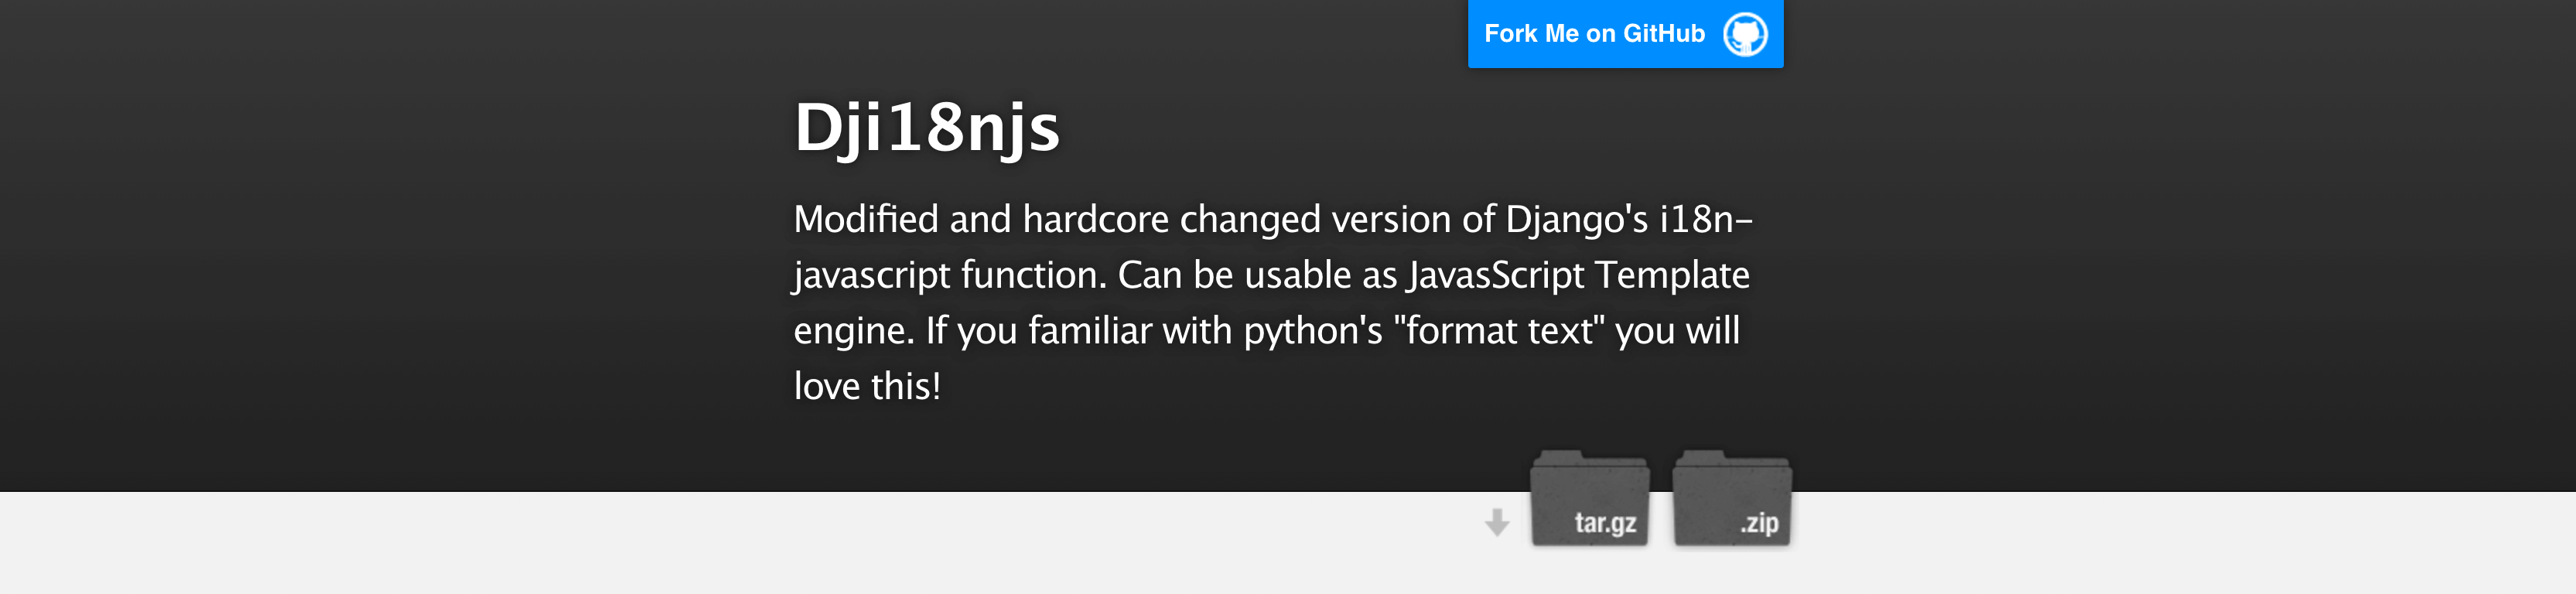 Fork Me on GitHub
Dji18njs
Modified and hardcore changed version of Django's i18n-
javascript function. Can be usable as JavasScript Template
engine. If you familiar with python's "format text" you will
love this!
tar.gz
.zip